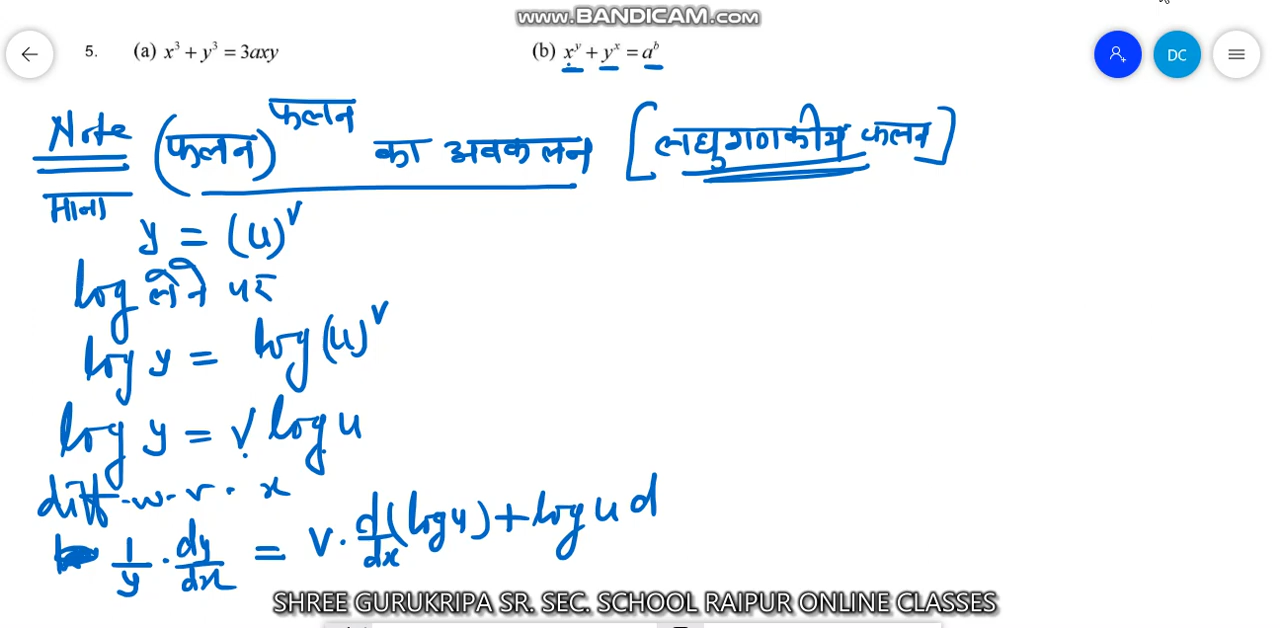 www.BANDICAM.com
5. (a) x³ + y³ = 3axy (b) xʸ + yˣ = aᵇ
DC
Note (फलन)^फलन का अवकलन [लघुगणकीय फलन]
माना
y = (u)^v
log लेने पर
log y = log (u)^v
log y = v log u
diff. w. r. x
1/y · dy/dx = v · d/dx (log u) + log u d
SHREE GURUKRIPA SR. SEC. SCHOOL RAIPUR ONLINE CLASSES